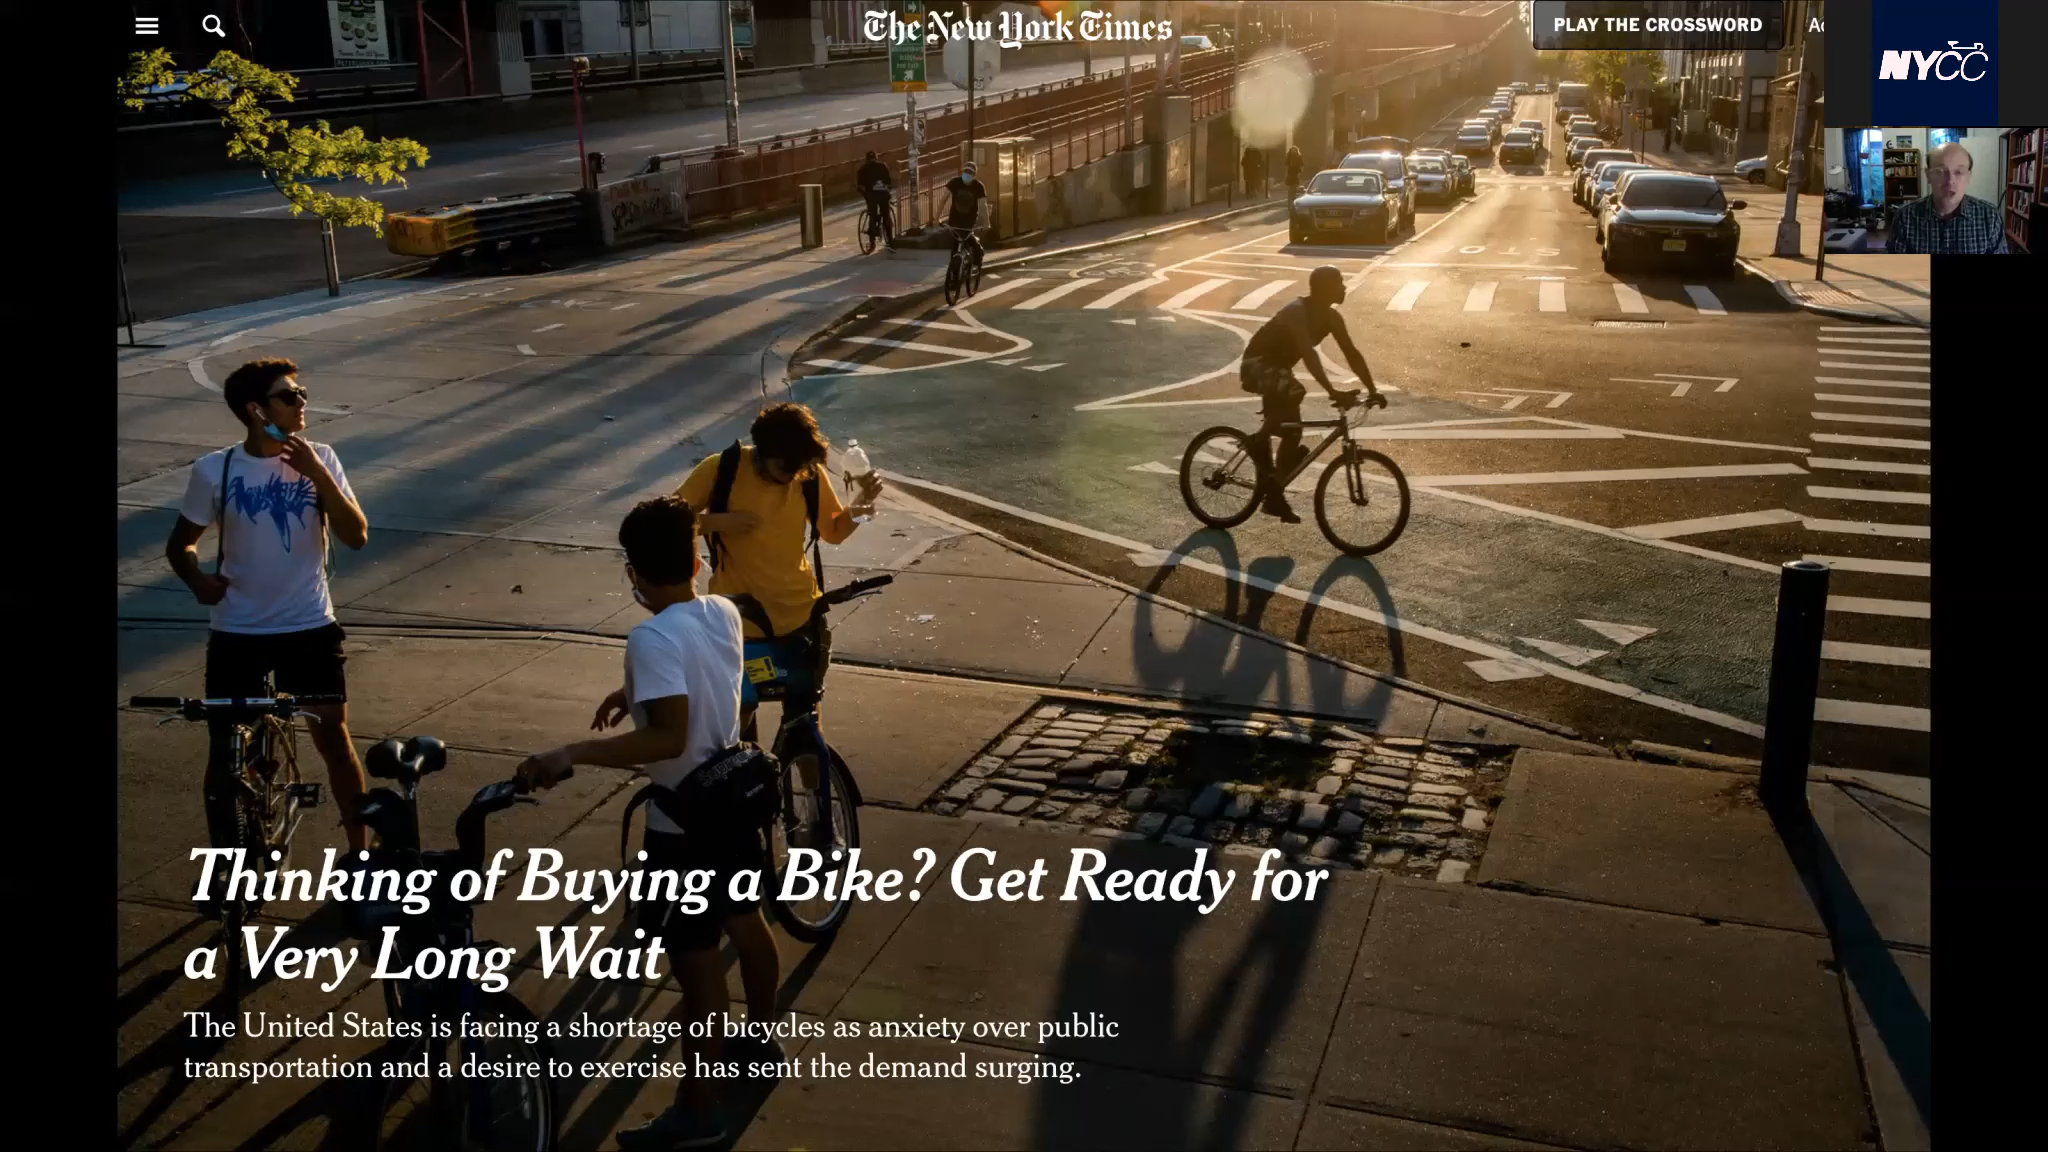 The New York Times
PLAY THE CROSSWORD
Ac
NYCC
STOP
Thinking of Buying a Bike? Get Ready for
a Very Long Wait
The United States is facing a shortage of bicycles as anxiety over public
transportation and a desire to exercise has sent the demand surging.